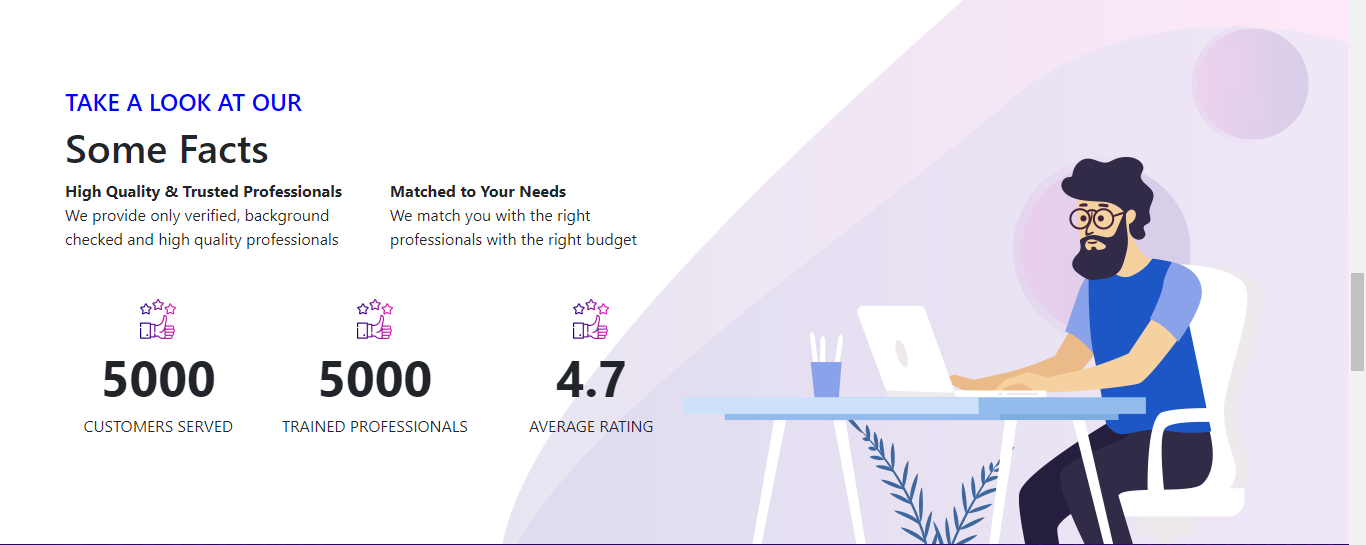 TAKE A LOOK AT OUR
Some Facts
High Quality & Trusted Professionals
We provide only verified, background
checked and high quality professionals
Matched to Your Needs
We match you with the right
professionals with the right budget
5000
CUSTOMERS SERVED
5000
TRAINED PROFESSIONALS
4.7
AVERAGE RATING